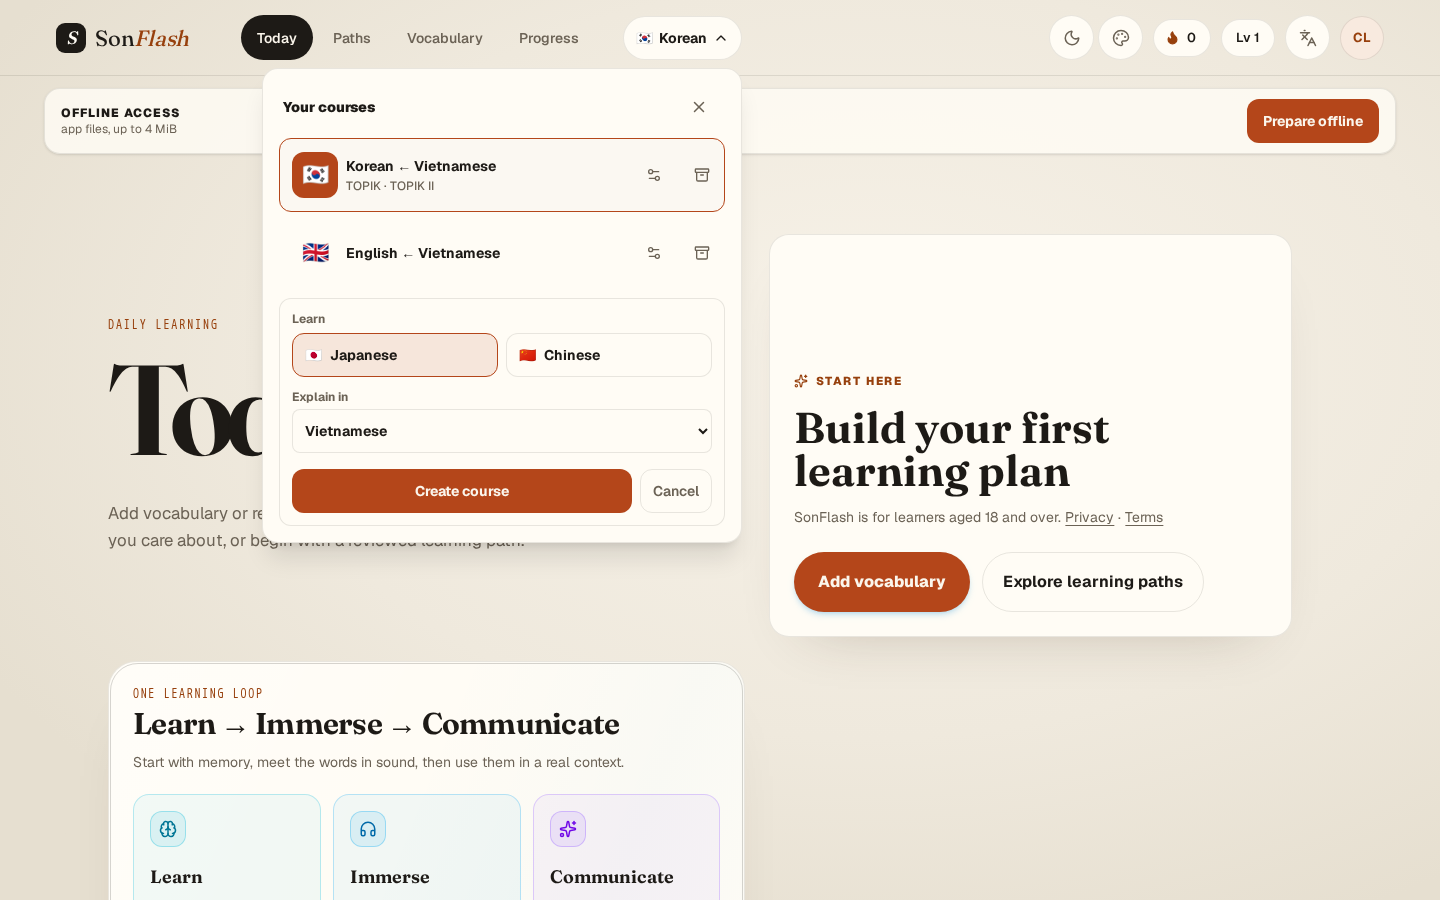 S SonFlash
Today
Paths
Vocabulary
Progress
Korean
0
Lv 1
CL
OFFLINE ACCESS
app files, up to 4 MiB
Prepare offline
Your courses
Korean ← Vietnamese
TOPIK · TOPIK II
English ← Vietnamese
Learn
Japanese
Chinese
Explain in
Vietnamese
Create course
Cancel
DAILY LEARNING
Add vocabulary or
you care about, or begin with a reviewed learning path.
START HERE
Build your first
learning plan
SonFlash is for learners aged 18 and over. Privacy · Terms
Add vocabulary
Explore learning paths
ONE LEARNING LOOP
Learn → Immerse → Communicate
Start with memory, meet the words in sound, then use them in a real context.
Learn
Immerse
Communicate